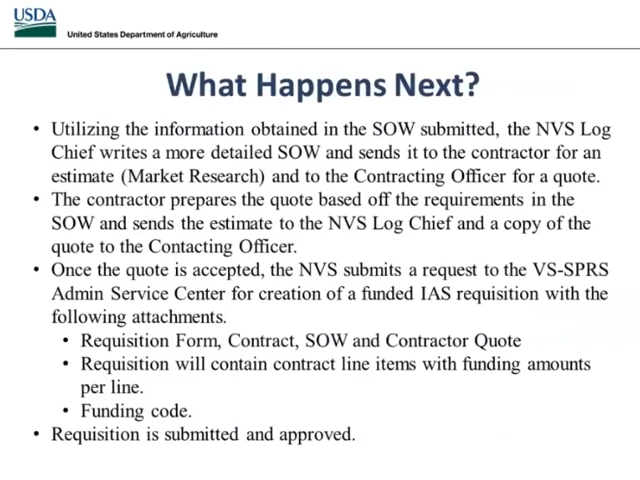 USDA
United States Department of Agriculture
What Happens Next?
• Utilizing the information obtained in the SOW submitted, the NVS Log
Chief writes a more detailed SOW and sends it to the contractor for an
estimate (Market Research) and to the Contracting Officer for a quote.
• The contractor prepares the quote based off the requirements in the
SOW and sends the estimate to the NVS Log Chief and a copy of the
quote to the Contacting Officer.
• Once the quote is accepted, the NVS submits a request to the VS-SPRS
Admin Service Center for creation of a funded IAS requisition with the
following attachments.
• Requisition Form, Contract, SOW and Contractor Quote
• Requisition will contain contract line items with funding amounts
per line.
• Funding code.
• Requisition is submitted and approved.